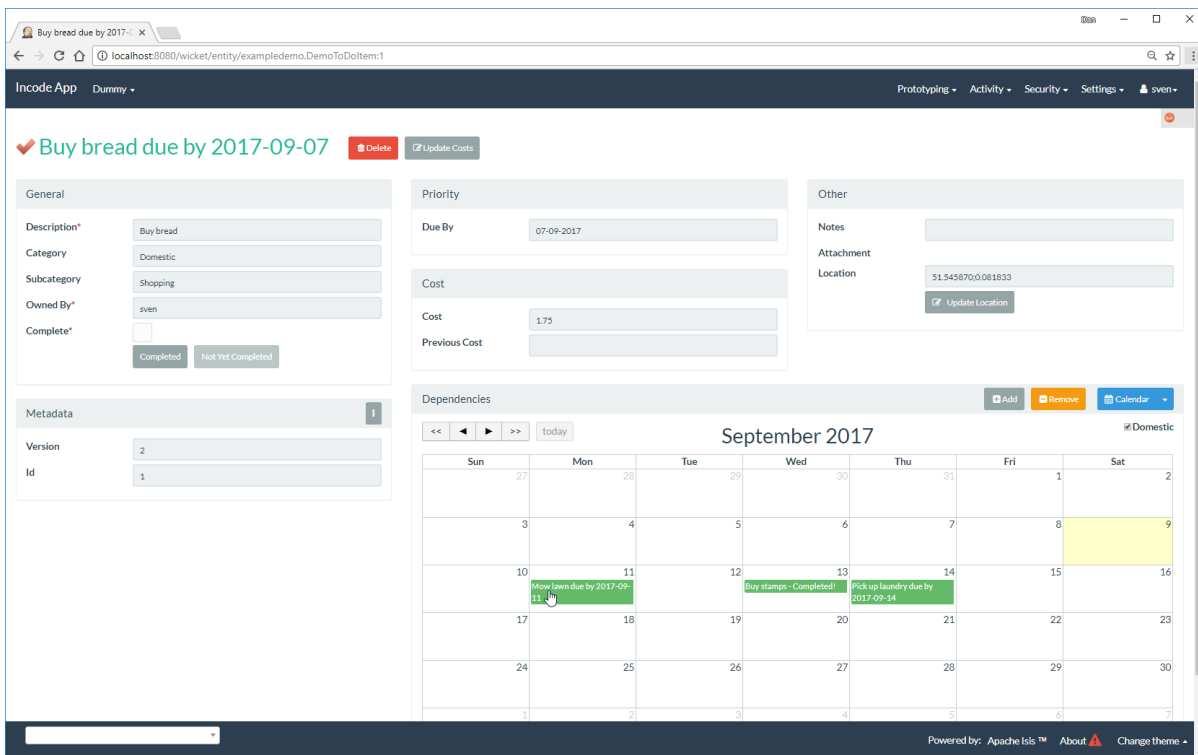 Buy bread due by 2017-0
Dan
localhost:8080/wicket/entity/exampledemo.DemoToDoItem:1
Incode App Dummy Prototyping Activity Security Settings sven
Buy bread due by 2017-09-07 Delete Update Costs
General
Description* Buy bread
Category Domestic
Subcategory Shopping
Owned By* sven
Complete*
Completed Not Yet Completed
Metadata
Version 2
Id 1
Priority
Due By 07-09-2017
Cost
Cost 1.75
Previous Cost
Other
Notes
Attachment
Location 51.545870;0.081833
Update Location
Dependencies Add Remove Calendar
<< ◄ ► >> today September 2017 Domestic
Sun Mon Tue Wed Thu Fri Sat
27 28 29 30 31 1 2
3 4 5 6 7 8 9
10 11 12 13 14 15 16
Mow lawn due by 2017-09-
11
Buy stamps - Completed!
Pick up laundry due by
2017-09-14
17 18 19 20 21 22 23
24 25 26 27 28 29 30
1 2 3 4 5 6 7
Powered by: Apache Isis ™ About Change theme